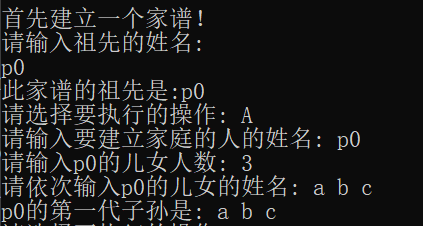 首先建立一个家谱!
请输入祖先的姓名:
p0
此家谱的祖先是:p0
请选择要执行的操作: A
请输入要建立家庭的人的姓名: p0
请输入p0的儿女人数: 3
请依次输入p0的儿女的姓名: a b c
p0的第一代子孙是: a b c